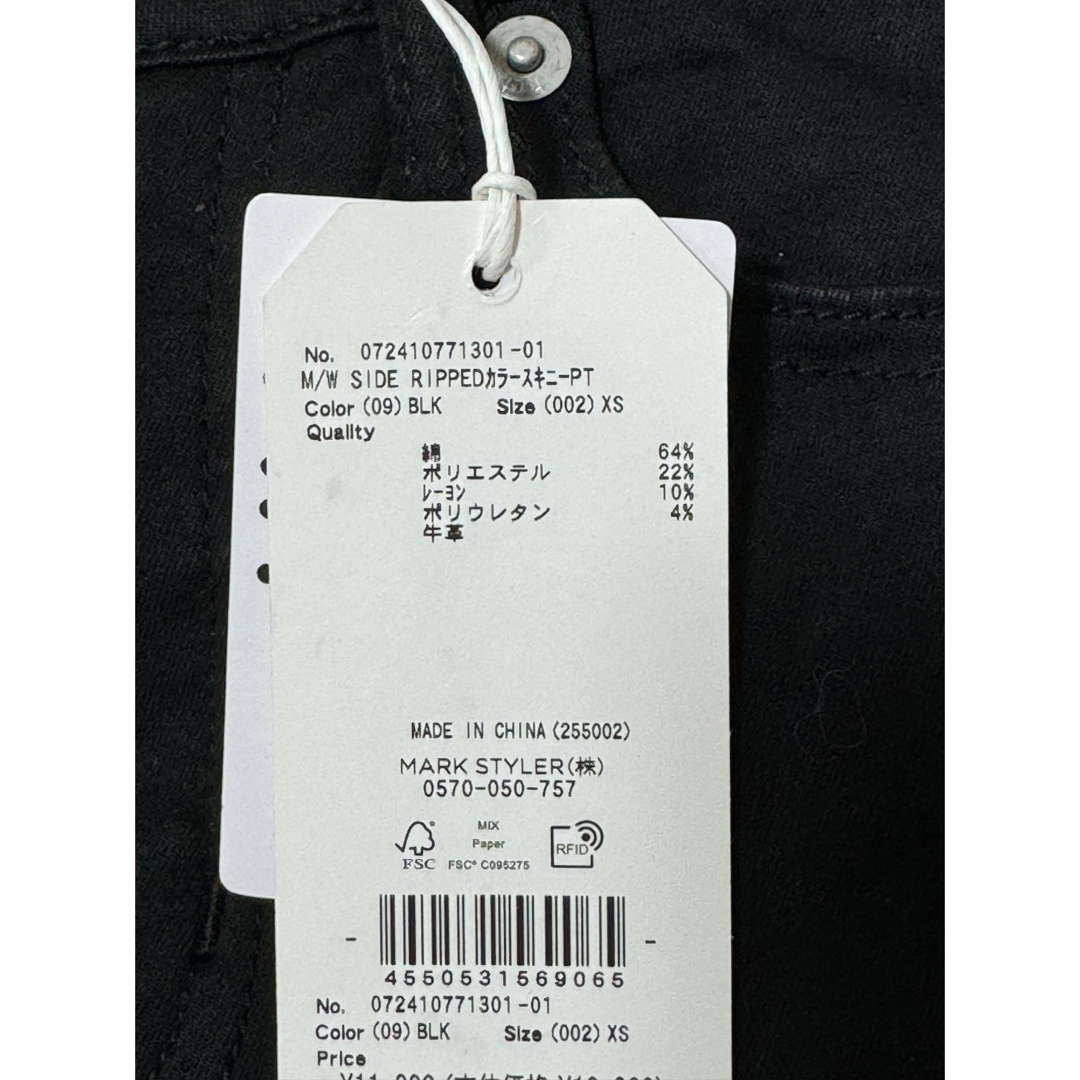 No. 072410771301-01
M/W SIDE RIPPEDｶﾗｰｽｷﾆｰPT
Color (09) BLK Size (002) XS
Quality
綿 64%
ポリエステル 22%
ﾚｰﾖﾝ 10%
ポリウレタン 4%
牛革
MADE IN CHINA (255002)
MARK STYLER(株)
0570-050-757
MIX
Paper
FSC FSC® C095275
RFID
- -
4550531569065
No. 072410771301-01
Color (09) BLK Size (002) XS
Price